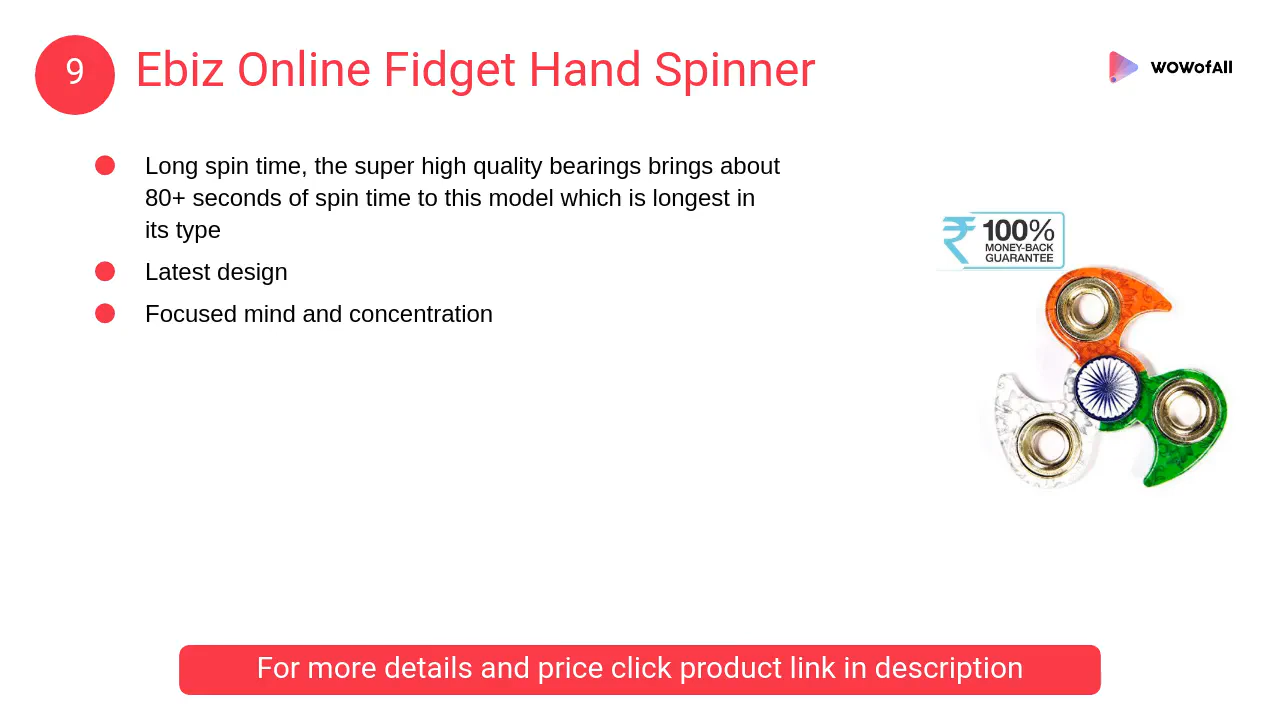 9
Ebiz Online Fidget Hand Spinner
WOWofAll
Long spin time, the super high quality bearings brings about
80+ seconds of spin time to this model which is longest in
its type
Latest design
Focused mind and concentration
₹ 100%
MONEY-BACK
GUARANTEE
For more details and price click product link in description